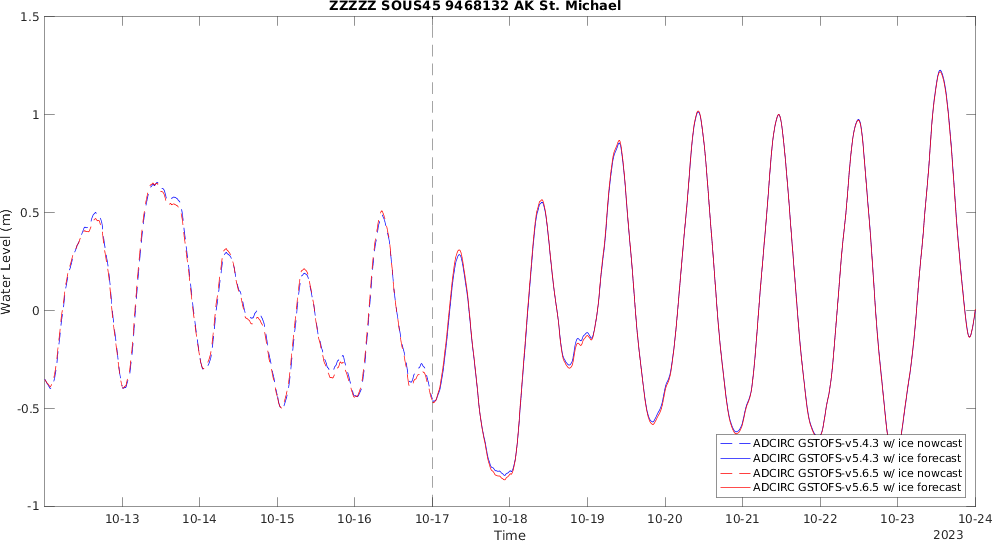 ZZZZZ SOUS45 9468132 AK St. Michael
1.5
1
0.5
0
-0.5
-1
Water Level (m)
ADCIRC GSTOFS-v5.4.3 w/ ice nowcast
ADCIRC GSTOFS-v5.4.3 w/ ice forecast
ADCIRC GSTOFS-v5.6.5 w/ ice nowcast
ADCIRC GSTOFS-v5.6.5 w/ ice forecast
10-13 10-14 10-15 10-16 10-17 10-18 10-19 10-20 10-21 10-22 10-23 10-24
Time
2023